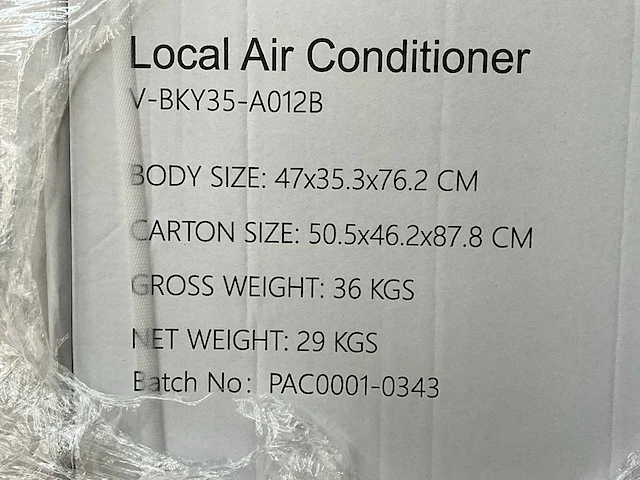 Local Air Conditioner
V-BKY35-A012B
BODY SIZE: 47x35.3x76.2 CM
CARTON SIZE: 50.5x46.2x87.8 CM
GROSS WEIGHT: 36 KGS
NET WEIGHT: 29 KGS
Batch No: PAC0001-0343